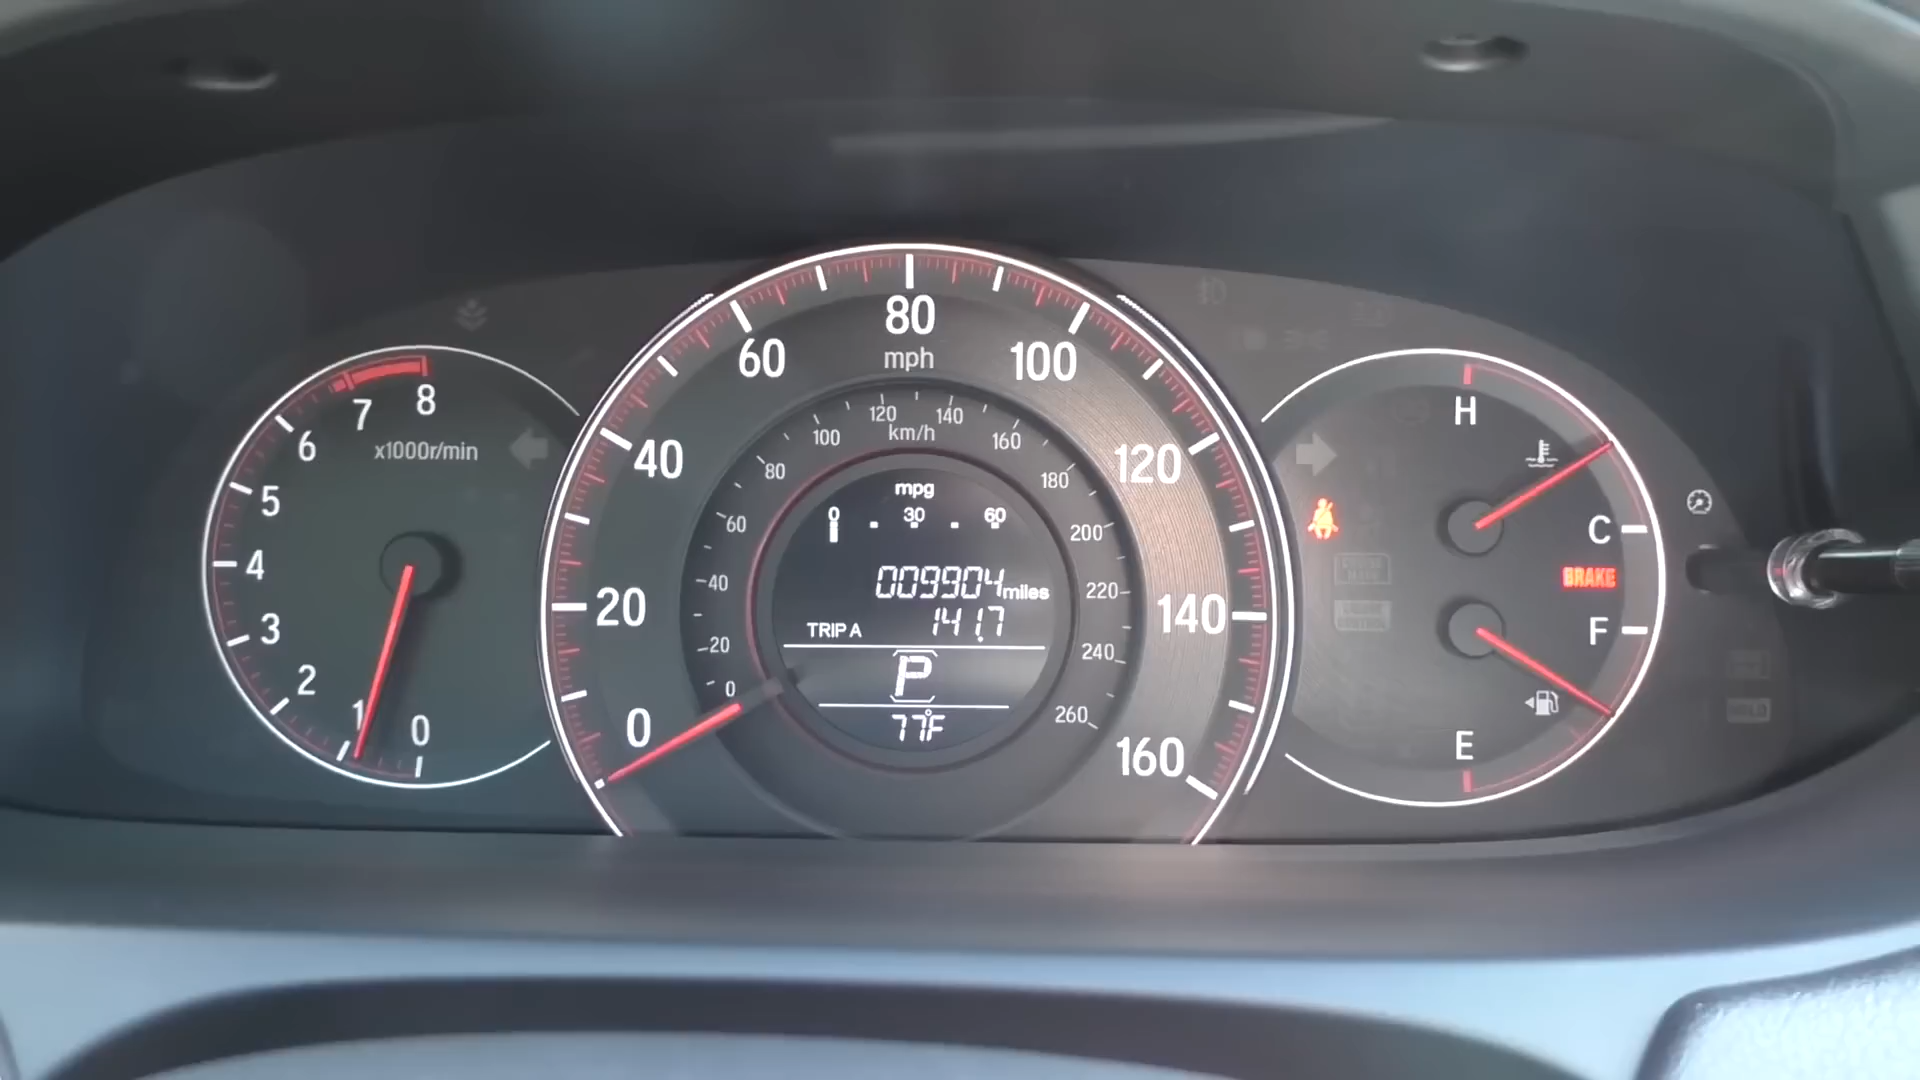 8
7
6
5
4
3
2
1
0
x1000r/min
0
20
40
60
80
100
120
140
160
mph
0
20
40
60
80
100
120
140
160
180
200
220
240
260
km/h
mpg
0 30 60
009904 miles
TRIP A 141.7
P
77°F
H
C
BRAKE
F
E